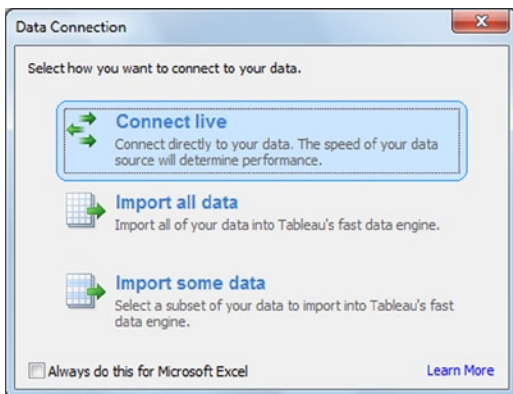 Data Connection
Select how you want to connect to your data.
Connect live
Connect directly to your data. The speed of your data
source will determine performance.
Import all data
Import all of your data into Tableau's fast data engine.
Import some data
Select a subset of your data to import into Tableau's fast
data engine.
Always do this for Microsoft Excel
Learn More